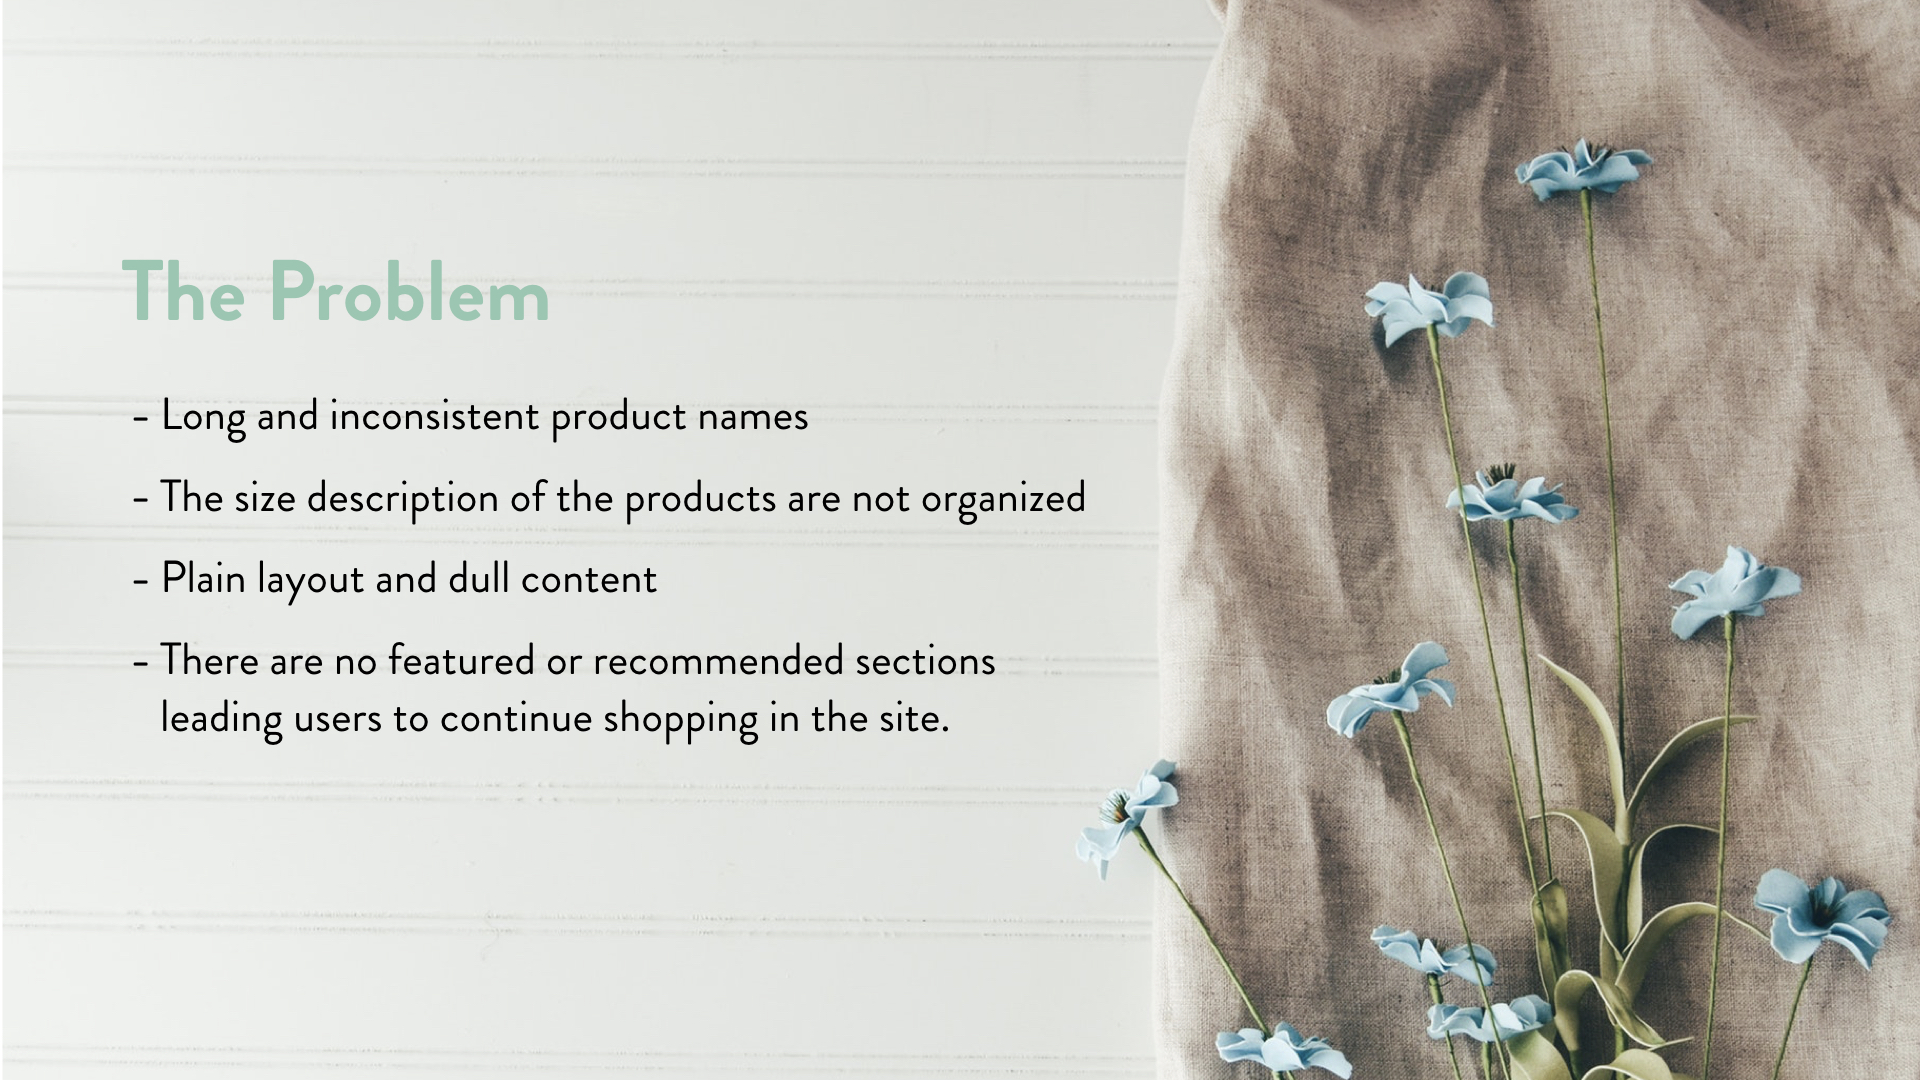 The Problem
- Long and inconsistent product names
- The size description of the products are not organized
- Plain layout and dull content
- There are no featured or recommended sections
leading users to continue shopping in the site.